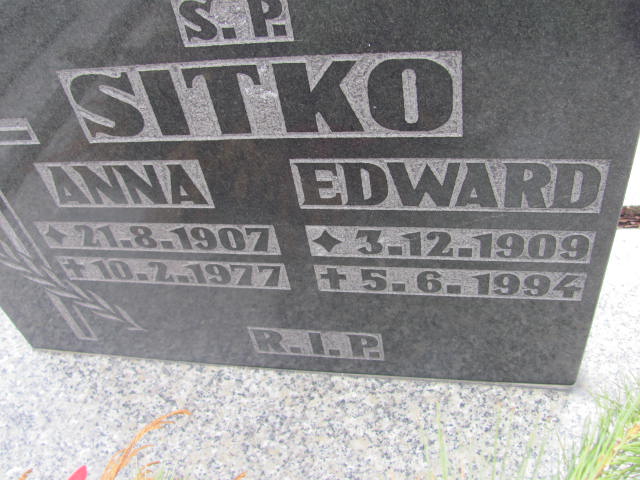 S.P.
SITKO
ANNA EDWARD
✦ 21.8.1907 ✦ 3.12.1909
✝ 10.2.1977 ✝ 5.6.1994
R.I.P.